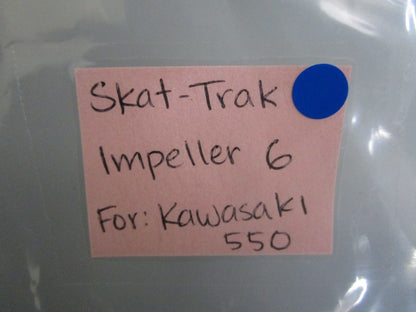 Skat-Trak
Impeller 6
For: Kawasaki
550